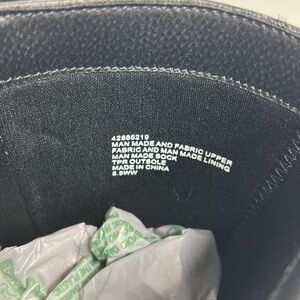 42685219
MAN MADE AND FABRIC UPPER
FABRIC AND MAN MADE LINING
MAN MADE SOCK
TPR OUTSOLE
MADE IN CHINA
8.5WW